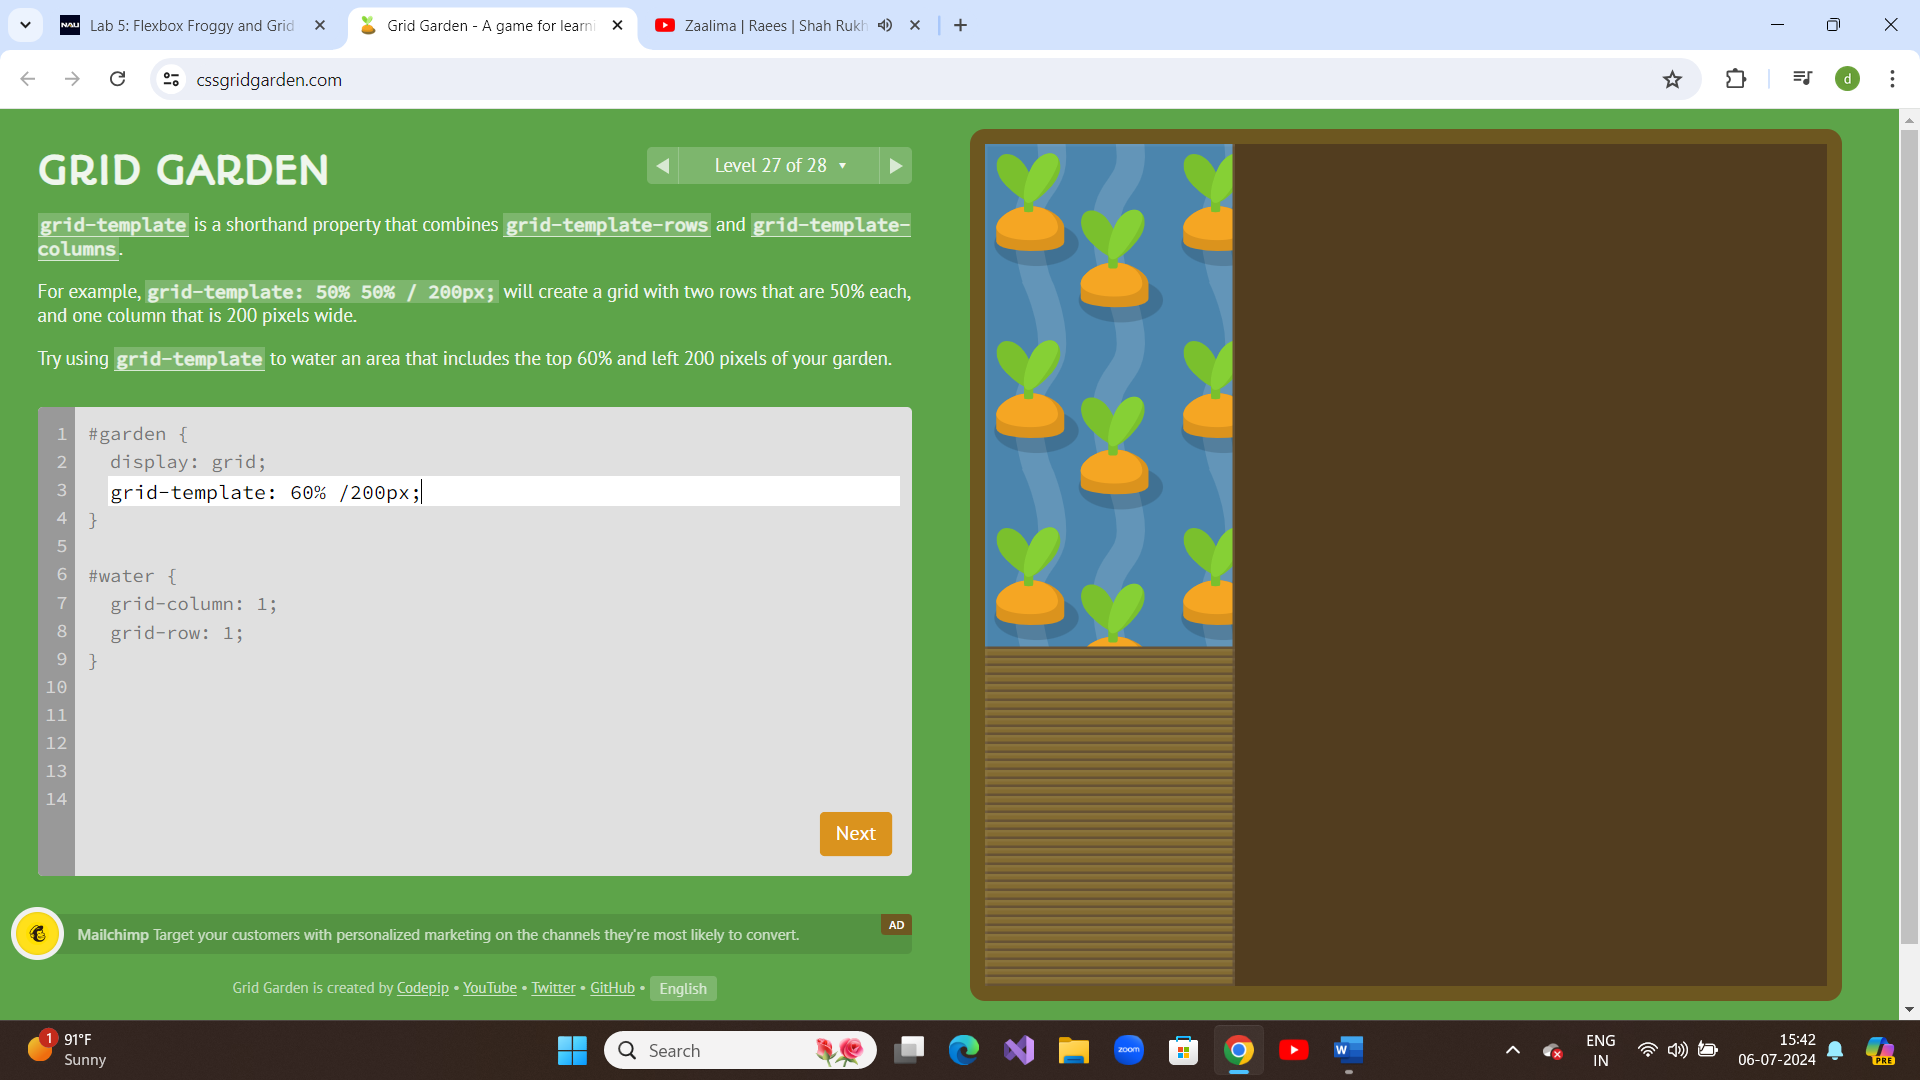 Lab 5: Flexbox Froggy and Grid
Grid Garden - A game for learni
Zaalima | Raees | Shah Rukh
cssgridgarden.com
d
GRID GARDEN
Level 27 of 28
grid-template is a shorthand property that combines grid-template-rows and grid-template-
columns.
For example, grid-template: 50% 50% / 200px; will create a grid with two rows that are 50% each,
and one column that is 200 pixels wide.
Try using grid-template to water an area that includes the top 60% and left 200 pixels of your garden.
1 #garden {
2 display: grid;
3 grid-template: 60% /200px;
4 }
5
6 #water {
7 grid-column: 1;
8 grid-row: 1;
9 }
10
11
12
13
14
Next
Mailchimp Target your customers with personalized marketing on the channels they're most likely to convert.
AD
Grid Garden is created by Codepip • YouTube • Twitter • GitHub • English
1
91°F
Sunny
Search
zoom
W
ENG
IN
15:42
06-07-2024
PRE